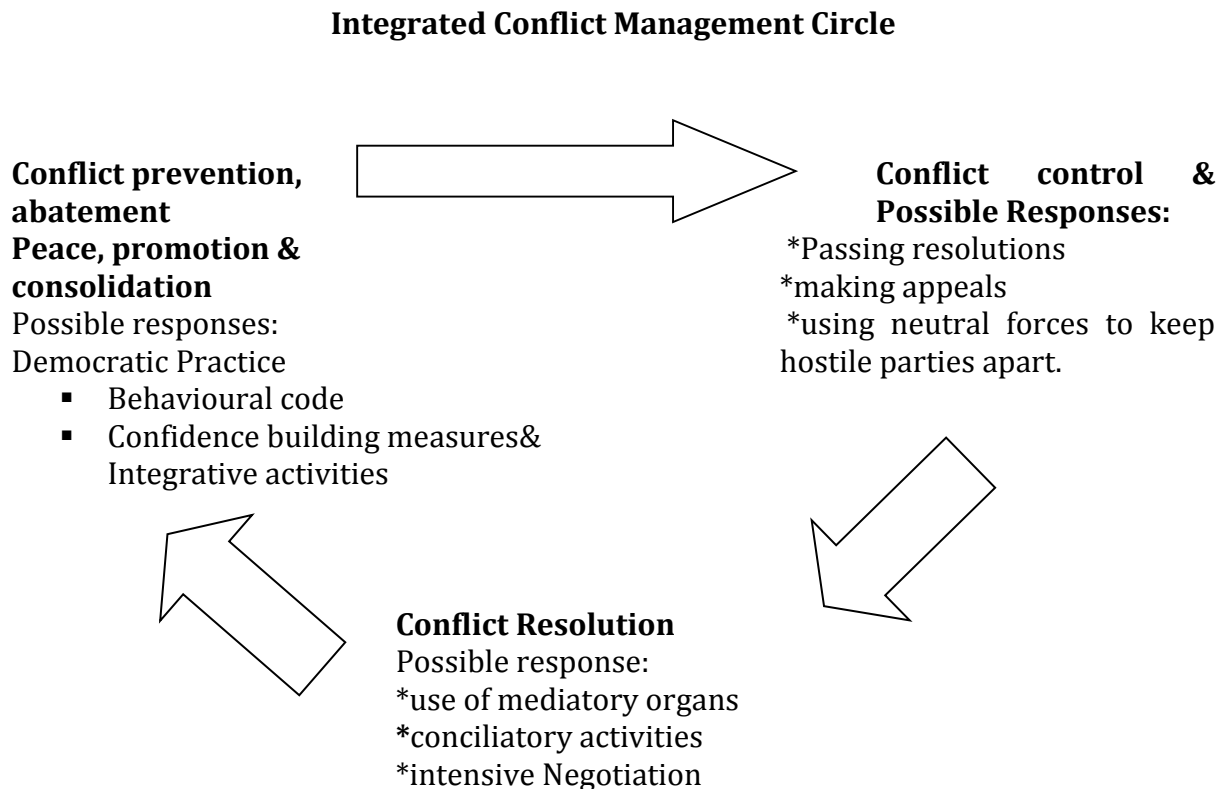 Integrated Conflict Management Circle
Conflict prevention,
abatement
Peace, promotion &
consolidation
Possible responses:
Democratic Practice
▪ Behavioural code
▪ Confidence building measures&
Integrative activities
Conflict control &
Possible Responses:
*Passing resolutions
*making appeals
*using neutral forces to keep
hostile parties apart.
Conflict Resolution
Possible response:
*use of mediatory organs
*conciliatory activities
*intensive Negotiation